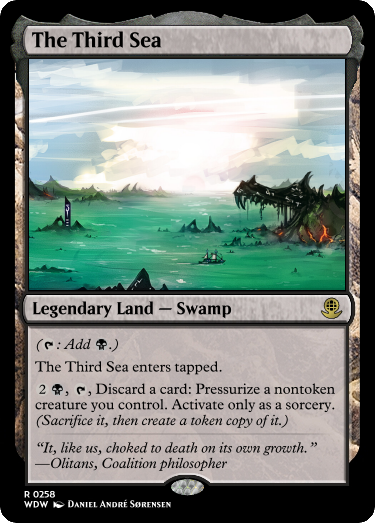 The Third Sea
Legendary Land — Swamp
(: Add .)
The Third Sea enters tapped.
2 , , Discard a card: Pressurize a nontoken
creature you control. Activate only as a sorcery.
(Sacrifice it, then create a token copy of it.)
“It, like us, choked to death on its own growth.”
—Olitans, Coalition philosopher
R 0258
WDW Daniel André Sørensen